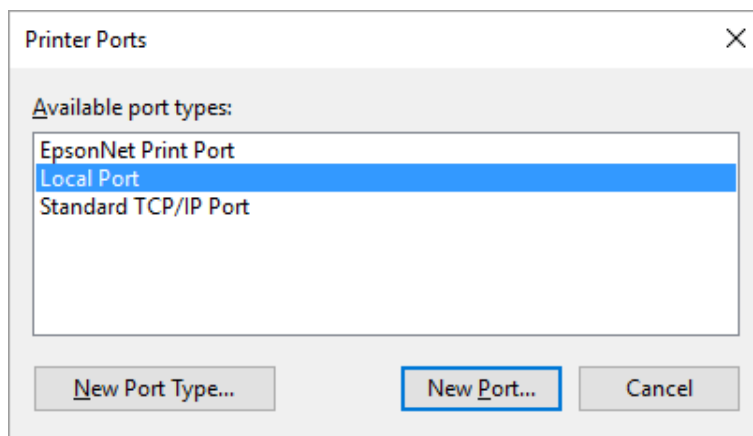 Printer Ports
Available port types:
EpsonNet Print Port
Local Port
Standard TCP/IP Port
New Port Type... New Port... Cancel